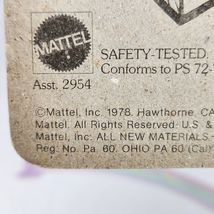 MATTEL
SAFETY-TESTED
Conforms to PS 72-
Asst. 2954
©Mattel, Inc. 1978. Hawthorne, CA
Mattel. All Rights Reserved. U.S. &
Mattel, Inc: ALL NEW MATERIALS
Reg. No. Pa. 60. OHIO PA 60 (Cal